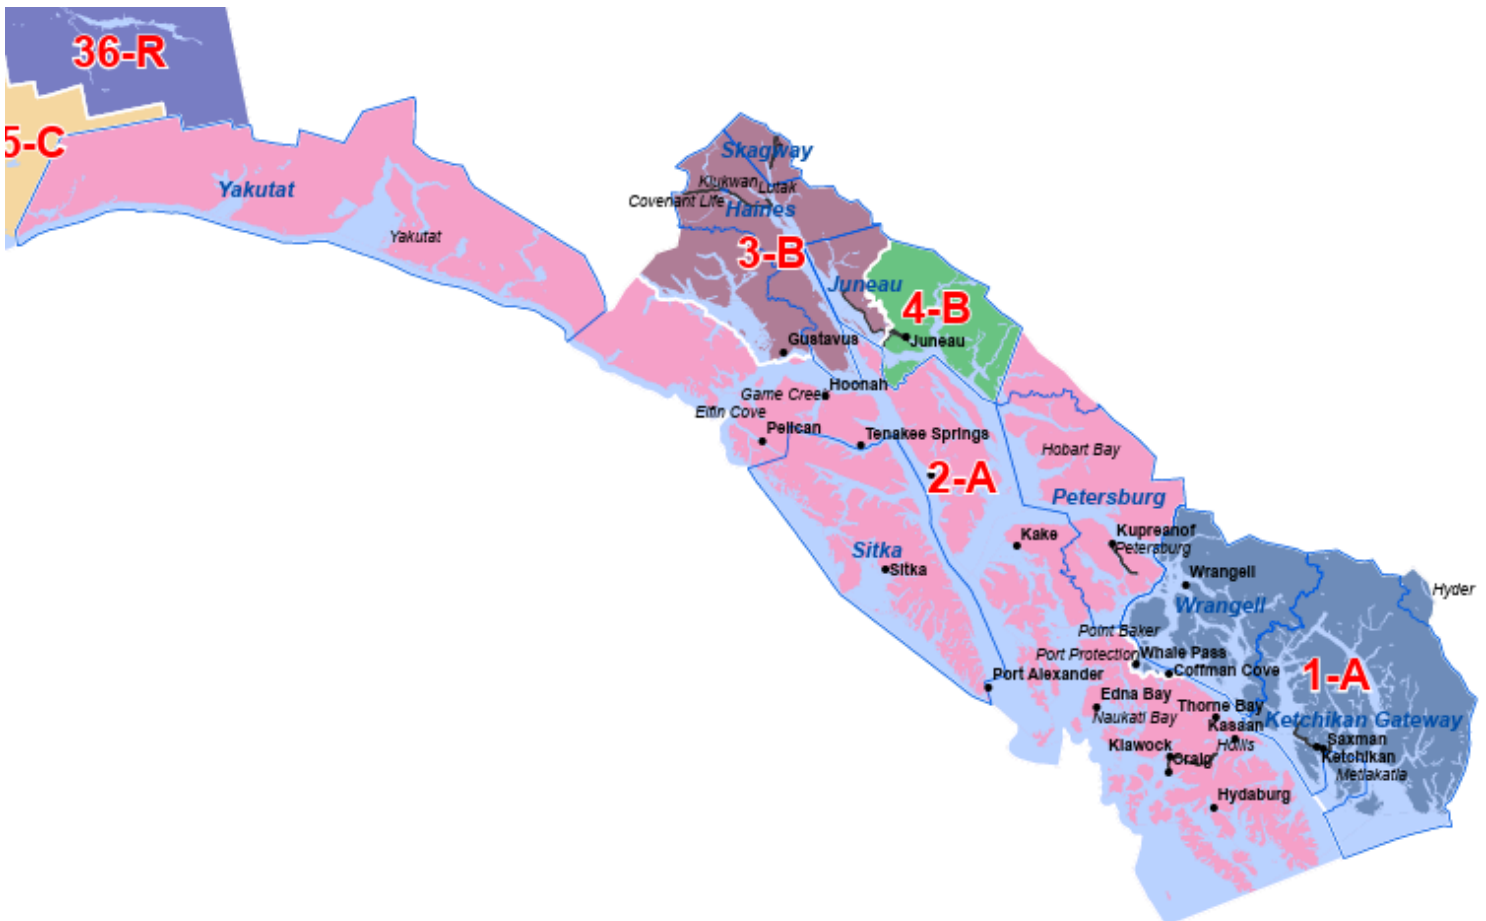 36-R
5-C
Yakutat
Yakutat
Skagway
Klukwan
Lutak
Covenant Life
Haines
3-B
Juneau
4-B
Juneau
Gustavus
Hoonah
Game Cree
Elfin Cove
Pelican
Tenakee Springs
Hobart Bay
2-A
Petersburg
Kake
Kupreanof
Petersburg
Sitka
Sitka
Wrangell
Wrangell
Hyder
Point Baker
Port Protection
Whale Pass
Coffman Cove
Port Alexander
1-A
Edna Bay
Naukati Bay
Thorne Bay
Kasaan
Ketchikan Gateway
Hollis
Klawock
Craig
Saxman
Ketchikan
Metlakatla
Hydaburg